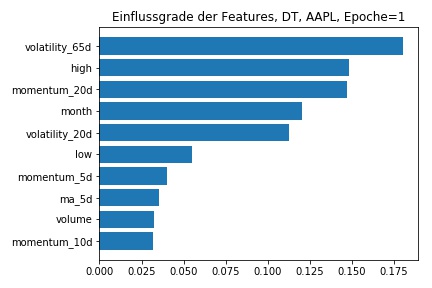 Einflussgrade der Features, DT, AAPL, Epoche=1
volatility_65d
high
momentum_20d
month
volatility_20d
low
momentum_5d
ma_5d
volume
momentum_10d
0.000 0.025 0.050 0.075 0.100 0.125 0.150 0.175